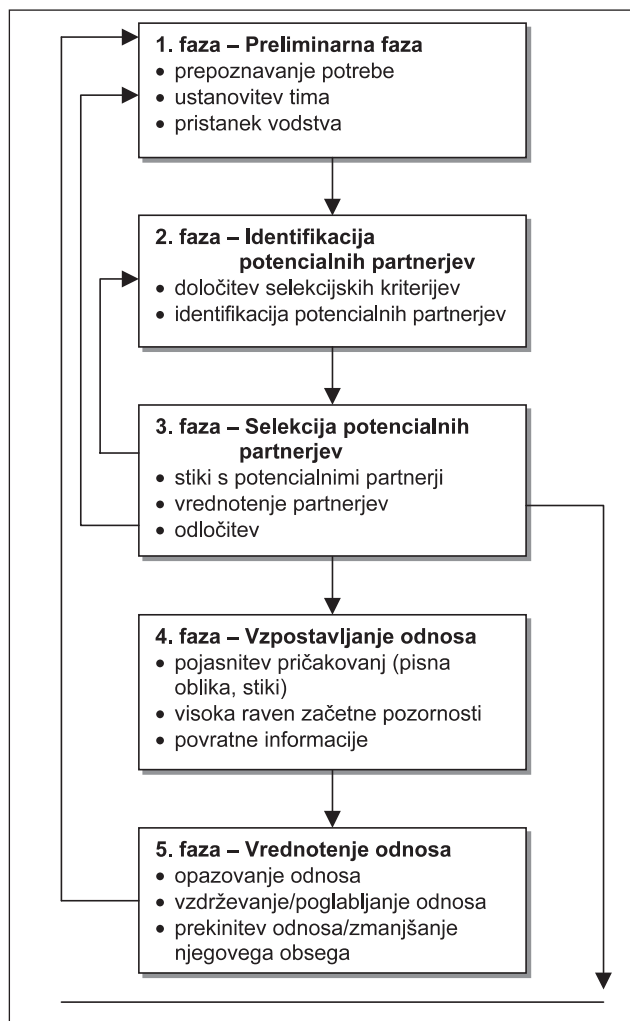 1. faza – Preliminarna faza
• prepoznavanje potrebe
• ustanovitev tima
• pristanek vodstva
2. faza – Identifikacija
potencialnih partnerjev
• določitev selekcijskih kriterijev
• identifikacija potencialnih partnerjev
3. faza – Selekcija potencialnih
partnerjev
• stiki s potencialnimi partnerji
• vrednotenje partnerjev
• odločitev
4. faza – Vzpostavljanje odnosa
• pojasnitev pričakovanj (pisna
oblika, stiki)
• visoka raven začetne pozornosti
• povratne informacije
5. faza – Vrednotenje odnosa
• opazovanje odnosa
• vzdrževanje/poglabljanje odnosa
• prekinitev odnosa/zmanjšanje
njegovega obsega